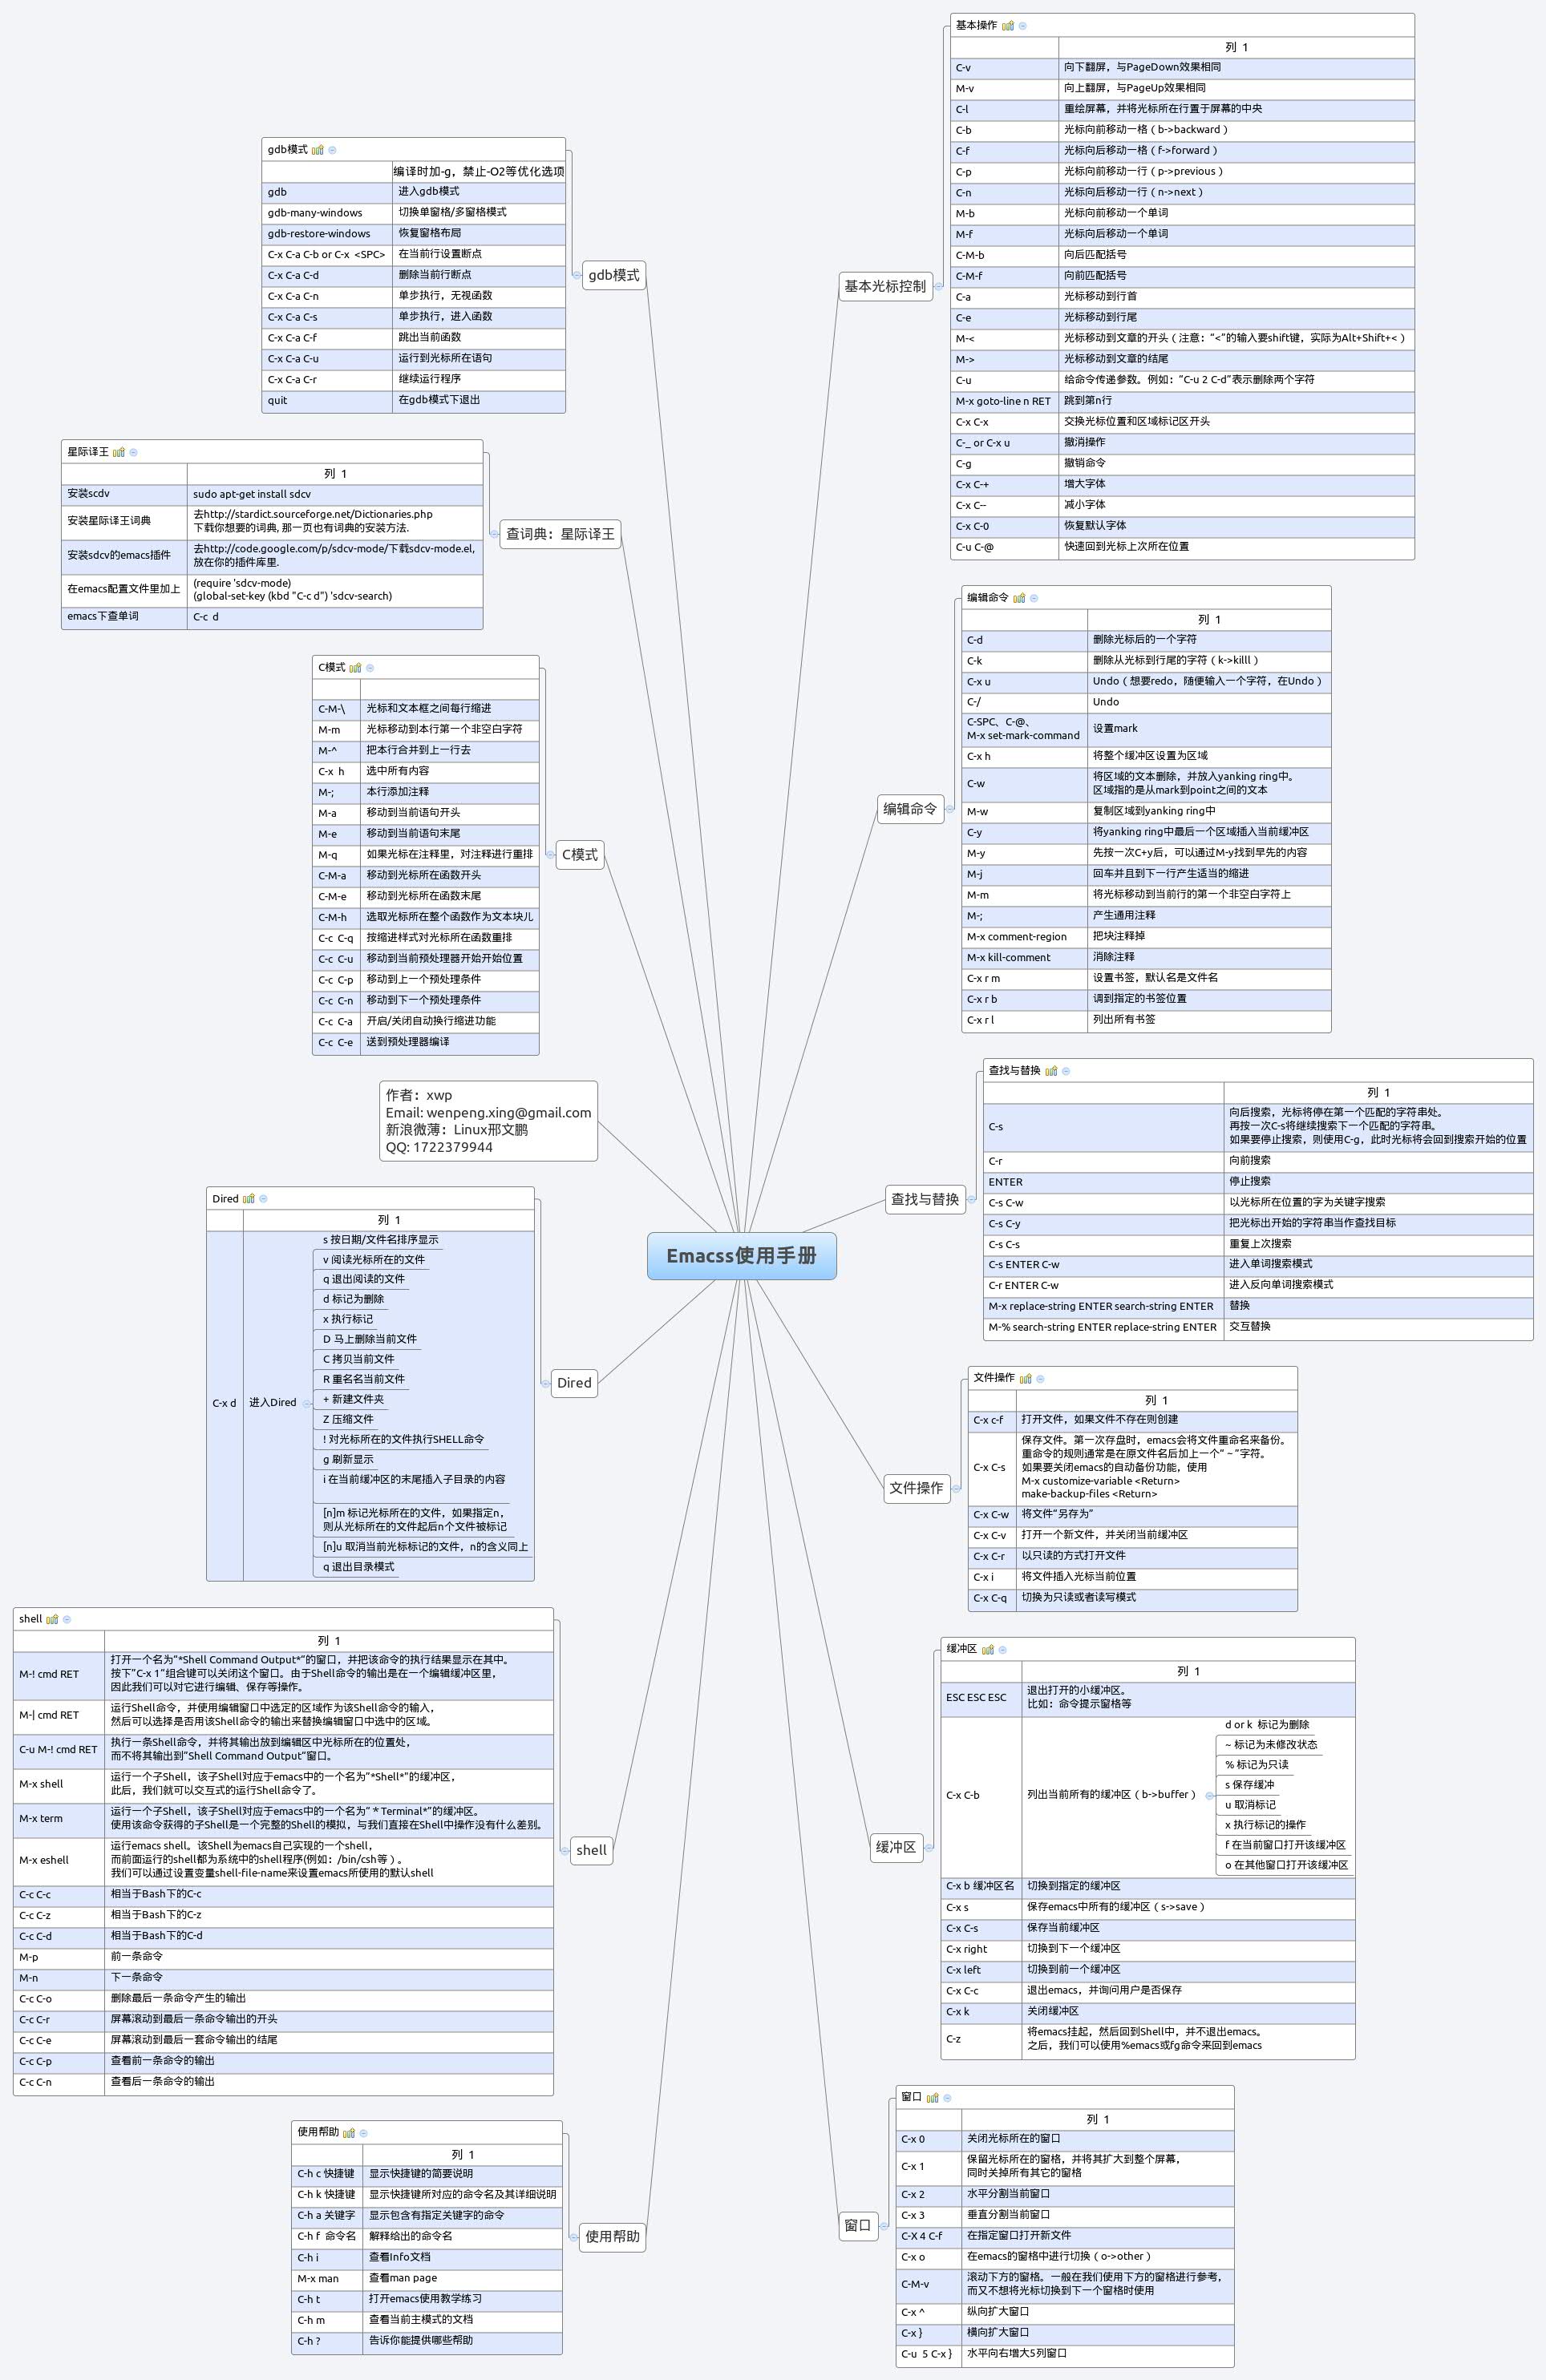 Emacss使用手册
基本光标控制
基本操作
列 1
C-v 向下翻屏，与PageDown效果相同
M-v 向上翻屏，与PageUp效果相同
C-l 重绘屏幕，并将光标所在行置于屏幕的中央
C-b 光标向前移动一格（b->backward）
C-f 光标向后移动一格（f->forward）
C-p 光标向前移动一行（p->previous）
C-n 光标向后移动一行（n->next）
M-b 光标向前移动一个单词
M-f 光标向后移动一个单词
C-M-b 向后匹配括号
C-M-f 向前匹配括号
C-a 光标移动到行首
C-e 光标移动到行尾
M-< 光标移动到文章的开头（注意：“<”的输入要shift键，实际为Alt+Shift+<）
M-> 光标移动到文章的结尾
C-u 给命令传递参数。例如：“C-u 2 C-d”表示删除两个字符
M-x goto-line n RET 跳到第n行
C-x C-x 交换光标位置和区域标记区开头
C-_ or C-x u 撤消操作
C-g 撤销命令
C-x C-+ 增大字体
C-x C-- 减小字体
C-x C-0 恢复默认字体
C-u C-@ 快速回到光标上次所在位置
编辑命令
编辑命令
列 1
C-d 删除光标后的一个字符
C-k 删除从光标到行尾的字符（k->killl）
C-x u Undo（想要redo，随便输入一个字符，在Undo）
C-/ Undo
C-SPC、C-@、
M-x set-mark-command 设置mark
C-x h 将整个缓冲区设置为区域
C-w 将区域的文本删除，并放入yanking ring中。
区域指的是从mark到point之间的文本
M-w 复制区域到yanking ring中
C-y 将yanking ring中最后一个区域插入当前缓冲区
M-y 先按一次C+y后，可以通过M-y找到早先的内容
M-j 回车并且到下一行产生适当的缩进
M-m 将光标移动到当前行的第一个非空白字符上
M-; 产生通用注释
M-x comment-region 把块注释掉
M-x kill-comment 消除注释
C-x r m 设置书签，默认名是文件名
C-x r b 调到指定的书签位置
C-x r l 列出所有书签
查找与替换
查找与替换
列 1
C-s 向后搜索，光标将停在第一个匹配的字符串处。
再按一次C-s将继续搜索下一个匹配的字符串。
如果要停止搜索，则使用C-g，此时光标将会回到搜索开始的位置
C-r 向前搜索
ENTER 停止搜索
C-s C-w 以光标所在位置的字为关键字搜索
C-s C-y 把光标出开始的字符串当作查找目标
C-s C-s 重复上次搜索
C-s ENTER C-w 进入单词搜索模式
C-r ENTER C-w 进入反向单词搜索模式
M-x replace-string ENTER search-string ENTER 替换
M-% search-string ENTER replace-string ENTER 交互替换
文件操作
文件操作
列 1
C-x c-f 打开文件，如果文件不存在则创建
C-x C-s 保存文件。第一次存盘时，emacs会将文件重命名来备份。
重命令的规则通常是在原文件名后加上一个“～”字符。
如果要关闭emacs的自动备份功能，使用
M-x customize-variable <Return>
make-backup-files <Return>
C-x C-w 将文件“另存为”
C-x C-v 打开一个新文件，并关闭当前缓冲区
C-x C-r 以只读的方式打开文件
C-x i 将文件插入光标当前位置
C-x C-q 切换为只读或者读写模式
缓冲区
缓冲区
列 1
ESC ESC ESC 退出打开的小缓冲区。
比如：命令提示窗格等
C-x C-b 列出当前所有的缓冲区（b->buffer）
d or k 标记为删除
~ 标记为未修改状态
% 标记为只读
s 保存缓冲
u 取消标记
x 执行标记的操作
f 在当前窗口打开该缓冲区
o 在其他窗口打开该缓冲区
C-x b 缓冲区名 切换到指定的缓冲区
C-x s 保存emacs中所有的缓冲区（s->save）
C-x C-s 保存当前缓冲区
C-x right 切换到下一个缓冲区
C-x left 切换到前一个缓冲区
C-x C-c 退出emacs，并询问用户是否保存
C-x k 关闭缓冲区
C-z 将emacs挂起，然后回到Shell中，并不退出emacs。
之后，我们可以使用%emacs或fg命令来回到emacs
窗口
窗口
列 1
C-x 0 关闭光标所在的窗口
C-x 1 保留光标所在的窗格，并将其扩大到整个屏幕，
同时关掉所有其它的窗格
C-x 2 水平分割当前窗口
C-x 3 垂直分割当前窗口
C-X 4 C-f 在指定窗口打开新文件
C-x o 在emacs的窗格中进行切换（o->other）
C-M-v 滚动下方的窗格。一般在我们使用下方的窗格进行参考，
而又不想将光标切换到下一个窗格时使用
C-x ^ 纵向扩大窗口
C-x } 横向扩大窗口
C-u 5 C-x } 水平向右增大5列窗口
gdb模式
gdb模式
编译时加-g，禁止-O2等优化选项
gdb 进入gdb模式
gdb-many-windows 切换单窗格/多窗格模式
gdb-restore-windows 恢复窗格布局
C-x C-a C-b or C-x <SPC> 在当前行设置断点
C-x C-a C-d 删除当前行断点
C-x C-a C-n 单步执行，无视函数
C-x C-a C-s 单步执行，进入函数
C-x C-a C-f 跳出当前函数
C-x C-a C-u 运行到光标所在语句
C-x C-a C-r 继续运行程序
quit 在gdb模式下退出
查词典：星际译王
星际译王
列 1
安装scdv sudo apt-get install sdcv
安装星际译王词典 去http://stardict.sourceforge.net/Dictionaries.php
下载你想要的词典, 那一页也有词典的安装方法.
安装sdcv的emacs插件 去http://code.google.com/p/sdcv-mode/下载sdcv-mode.el,
放在你的插件库里.
在emacs配置文件里加上 (require 'sdcv-mode)
(global-set-key (kbd "C-c d") 'sdcv-search)
emacs下查单词 C-c d
C模式
C模式
C-M-\ 光标和文本框之间每行缩进
M-m 光标移动到本行第一个非空白字符
M-^ 把本行合并到上一行去
C-x h 选中所有内容
M-; 本行添加注释
M-a 移动到当前语句开头
M-e 移动到当前语句末尾
M-q 如果光标在注释里，对注释进行重排
C-M-a 移动到光标所在函数开头
C-M-e 移动到光标所在函数末尾
C-M-h 选取光标所在整个函数作为文本块儿
C-c C-q 按缩进样式对光标所在函数重排
C-c C-u 移动到当前预处理器开始开始位置
C-c C-p 移动到上一个预处理条件
C-c C-n 移动到下一个预处理条件
C-c C-a 开启/关闭自动换行缩进功能
C-c C-e 送到预处理器编译
作者：xwp
Email: wenpeng.xing@gmail.com
新浪微薄：Linux邢文鹏
QQ: 1722379944
Dired
Dired
列 1
C-x d 进入Dired
s 按日期/文件名排序显示
v 阅读光标所在的文件
q 退出阅读的文件
d 标记为删除
x 执行标记
D 马上删除当前文件
C 拷贝当前文件
R 重名名当前文件
+ 新建文件夹
Z 压缩文件
! 对光标所在的文件执行SHELL命令
g 刷新显示
i 在当前缓冲区的末尾插入子目录的内容
[n]m 标记光标所在的文件，如果指定n，
则从光标所在的文件起后n个文件被标记
[n]u 取消当前光标标记的文件，n的含义同上
q 退出目录模式
shell
shell
列 1
M-! cmd RET 打开一个名为“*Shell Command Output*”的窗口，并把该命令的执行结果显示在其中。
按下“C-x 1”组合键可以关闭这个窗口。由于Shell命令的输出是在一个编辑缓冲区里，
因此我们可以对它进行编辑、保存等操作。
M-| cmd RET 运行Shell命令，并使用编辑窗口中选定的区域作为该Shell命令的输入，
然后可以选择是否用该Shell命令的输出来替换编辑窗口中选中的区域。
C-u M-! cmd RET 执行一条Shell命令，并将其输出放到编辑区中光标所在的位置处，
而不将其输出到“Shell Command Output”窗口。
M-x shell 运行一个子Shell，该子Shell对应于emacs中的一个名为“*Shell*”的缓冲区，
此后，我们就可以交互式的运行Shell命令了。
M-x term 运行一个子Shell，该子Shell对应于emacs中的一个名为“＊Terminal*”的缓冲区。
使用该命令获得的子Shell是一个完整的Shell的模拟，与我们直接在Shell中操作没有什么差别。
M-x eshell 运行emacs shell。该Shell为emacs自己实现的一个shell，
而前面运行的shell都为系统中的shell程序(例如：/bin/csh等）。
我们可以通过设置变量shell-file-name来设置emacs所使用的默认shell
C-c C-c 相当于Bash下的C-c
C-c C-z 相当于Bash下的C-z
C-c C-d 相当于Bash下的C-d
M-p 前一条命令
M-n 下一条命令
C-c C-o 删除最后一条命令产生的输出
C-c C-r 屏幕滚动到最后一条命令输出的开头
C-c C-e 屏幕滚动到最后一套命令输出的结尾
C-c C-p 查看前一条命令的输出
C-c C-n 查看后一条命令的输出
使用帮助
使用帮助
列 1
C-h c 快捷键 显示快捷键的简要说明
C-h k 快捷键 显示快捷键所对应的命令名及其详细说明
C-h a 关键字 显示包含有指定关键字的命令
C-h f 命令名 解释给出的命令名
C-h i 查看Info文档
M-x man 查看man page
C-h t 打开emacs使用教学练习
C-h m 查看当前主模式的文档
C-h ? 告诉你能提供哪些帮助